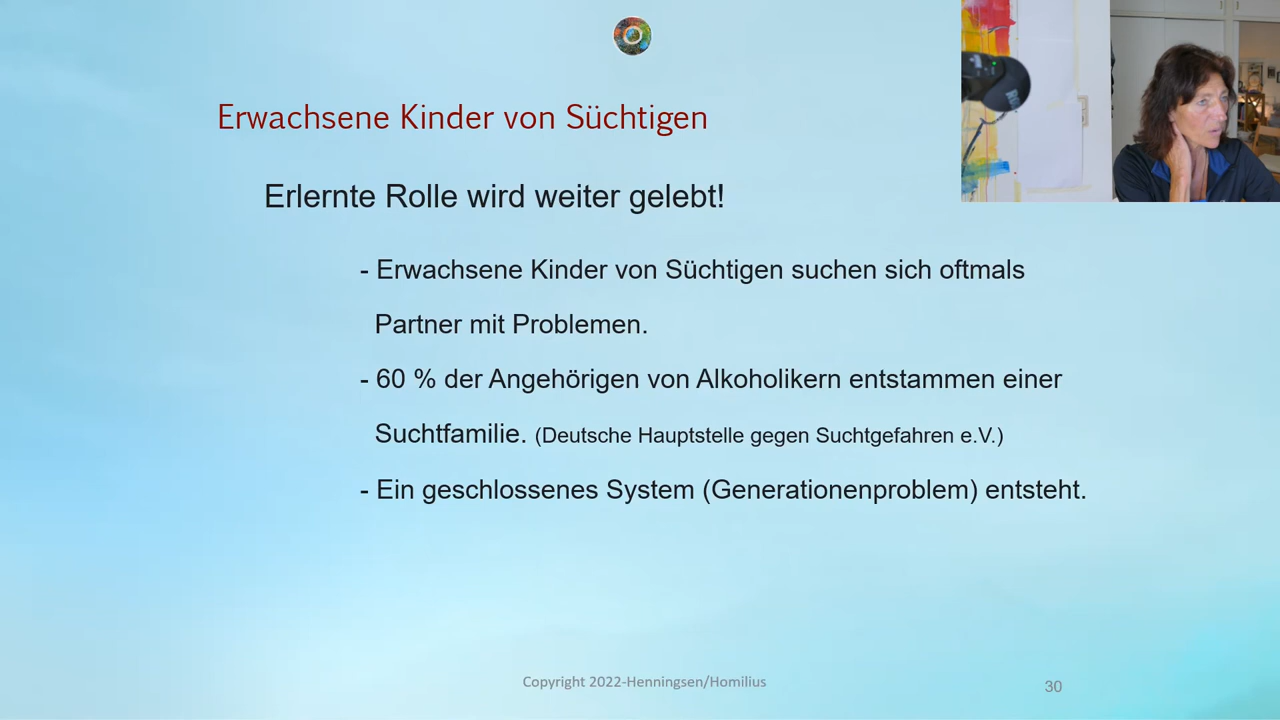 Erwachsene Kinder von Süchtigen
Erlernte Rolle wird weiter gelebt!
- Erwachsene Kinder von Süchtigen suchen sich oftmals
Partner mit Problemen.
- 60 % der Angehörigen von Alkoholikern entstammen einer
Suchtfamilie. (Deutsche Hauptstelle gegen Suchtgefahren e.V.)
- Ein geschlossenes System (Generationenproblem) entsteht.
Copyright 2022-Henningsen/Homilius
30